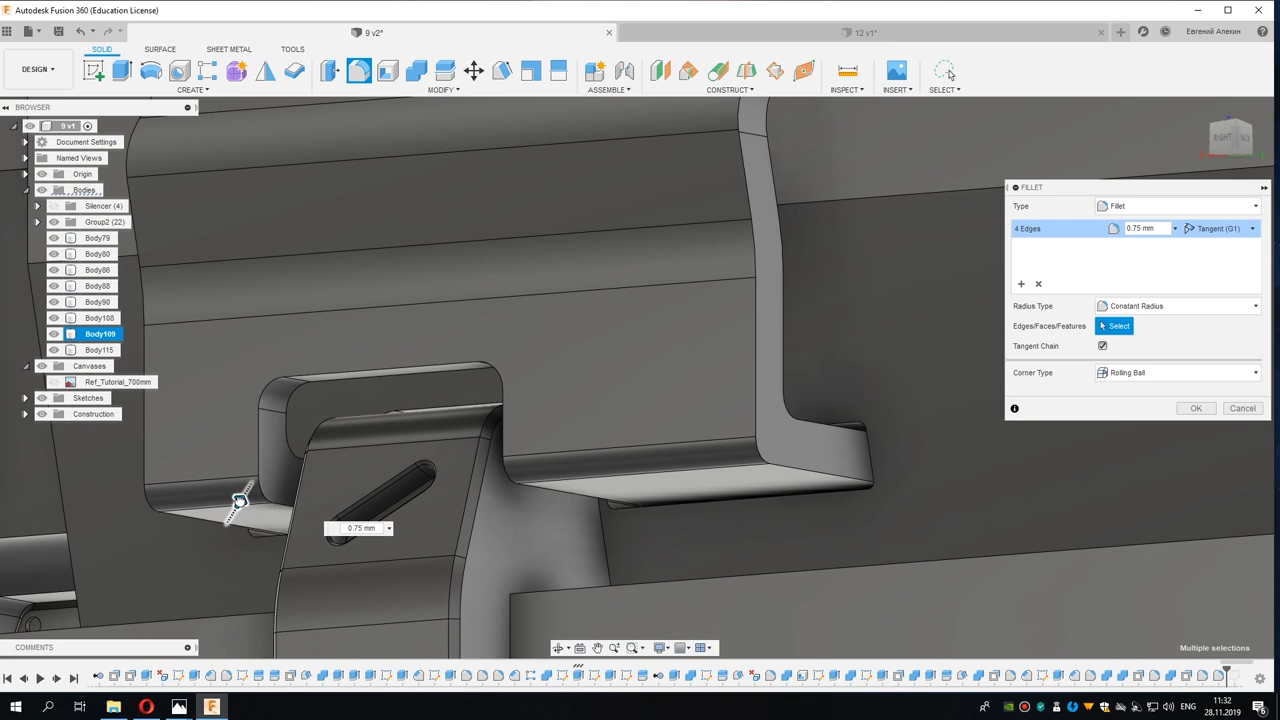 Autodesk Fusion 360 (Education License)
9 v2*
12 v1*
Евгений Апекин
DESIGN
SOLID
SURFACE
SHEET METAL
TOOLS
CREATE
MODIFY
ASSEMBLE
CONSTRUCT
INSPECT
INSERT
SELECT
BROWSER
9 v1
Document Settings
Named Views
Origin
Bodies
Silencer (4)
Group2 (22)
Body79
Body80
Body86
Body88
Body90
Body108
Body109
Body115
Canvases
Ref_Tutorial_700mm
Sketches
Construction
RIGHT
FILLET
Type
Fillet
4 Edges
0.75 mm
Tangent (G1)
Radius Type
Constant Radius
Edges/Faces/Features
Select
Tangent Chain
Corner Type
Rolling Ball
OK
Cancel
0.75 mm
COMMENTS
Multiple selections
ENG
11:32
28.11.2019
6